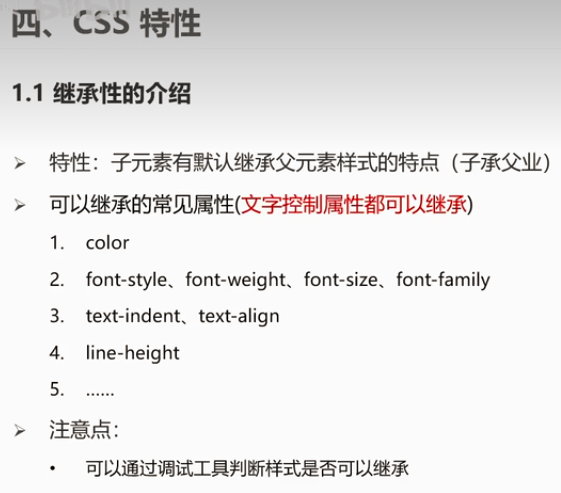 四、CSS 特性
1.1 继承性的介绍
➢ 特性：子元素有默认继承父元素样式的特点（子承父业）
➢ 可以继承的常见属性(文字控制属性都可以继承)
1. color
2. font-style、font-weight、font-size、font-family
3. text-indent、text-align
4. line-height
5. ......
➢ 注意点：
• 可以通过调试工具判断样式是否可以继承